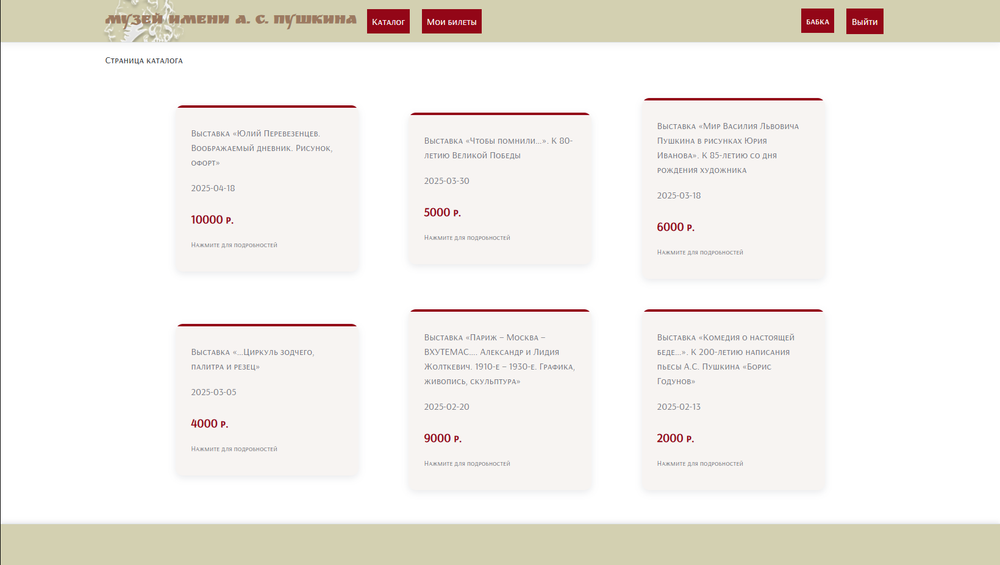 музей имени а. с. пушкина
Каталог
Мои билеты
бабка
Выйти
Страница каталога
Выставка «Юлий Перевезенцев.
Воображаемый дневник. Рисунок,
офорт»
2025-04-18
10000 р.
Нажмите для подробностей
Выставка «Чтобы помнили...». К 80-
летию Великой Победы
2025-03-30
5000 р.
Нажмите для подробностей
Выставка «Мир Василия Львовича
Пушкина в рисунках Юрия
Иванова». К 85-летию со дня
рождения художника
2025-03-18
6000 р.
Нажмите для подробностей
Выставка «...Циркуль зодчего,
палитра и резец»
2025-03-05
4000 р.
Нажмите для подробностей
Выставка «Париж – Москва –
ВХУТЕМАС.... Александр и Лидия
Жолткевич. 1910-е – 1930-е. Графика,
живопись, скульптура»
2025-02-20
9000 р.
Нажмите для подробностей
Выставка «Комедия о настоящей
беде...». К 200-летию написания
пьесы А.С. Пушкина «Борис
Годунов»
2025-02-13
2000 р.
Нажмите для подробностей